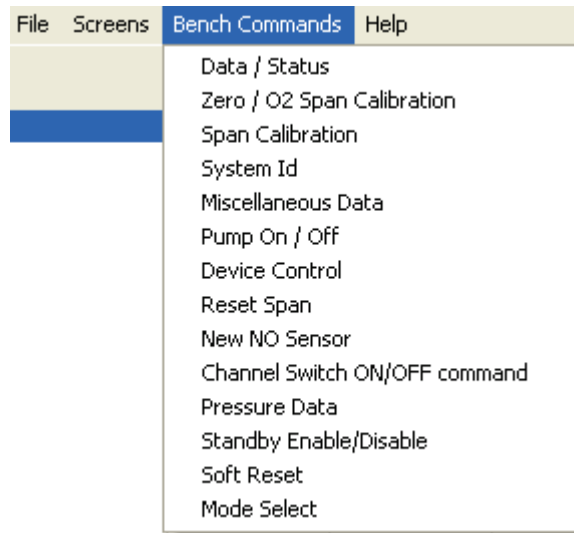 File Screens Bench Commands Help
Data / Status
Zero / O2 Span Calibration
Span Calibration
System Id
Miscellaneous Data
Pump On / Off
Device Control
Reset Span
New NO Sensor
Channel Switch ON/OFF command
Pressure Data
Standby Enable/Disable
Soft Reset
Mode Select